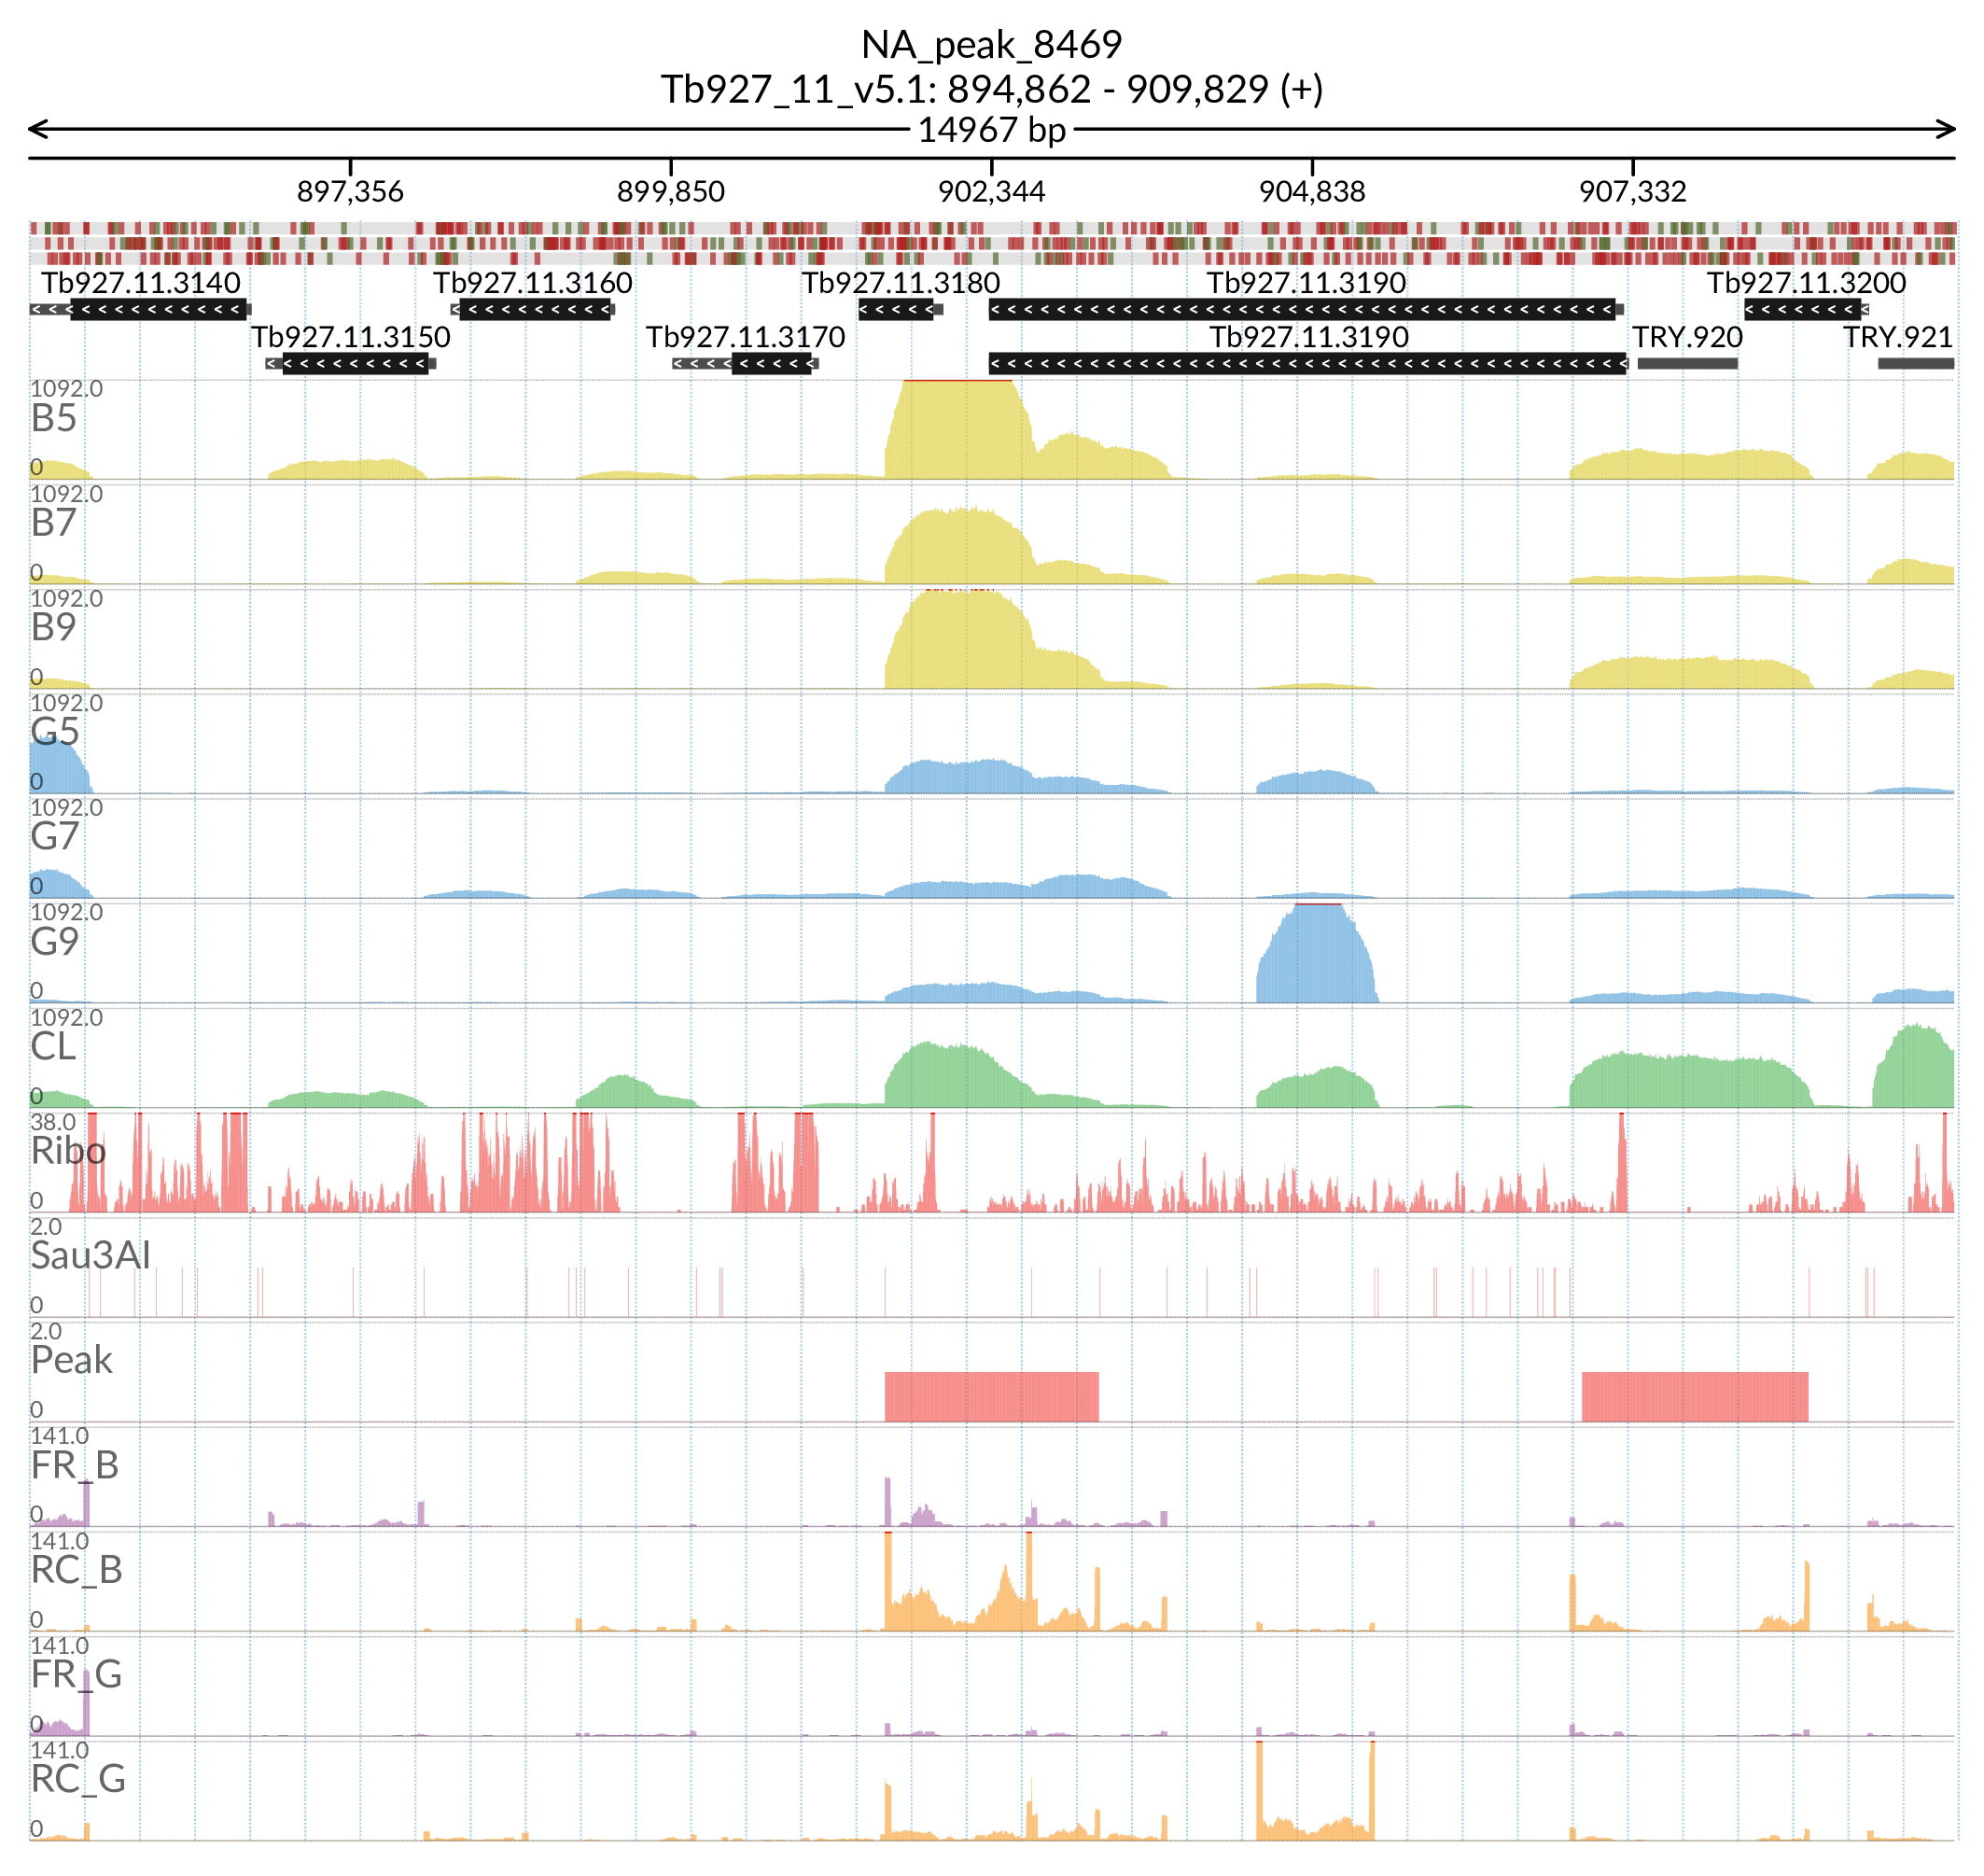 NA_peak_8469
Tb927_11_v5.1: 894,862 - 909,829 (+)
14967 bp
897,356 899,850 902,344 904,838 907,332
Tb927.11.3140 Tb927.11.3160 Tb927.11.3180 Tb927.11.3190 Tb927.11.3200
Tb927.11.3150 Tb927.11.3170 Tb927.11.3190 TRY.920 TRY.921
1092.0
B5
0
1092.0
B7
0
1092.0
B9
0
1092.0
G5
0
1092.0
G7
0
1092.0
G9
0
1092.0
CL
0
38.0
Ribo
0
2.0
Sau3AI
0
2.0
Peak
0
141.0
FR_B
0
141.0
RC_B
0
141.0
FR_G
0
141.0
RC_G
0